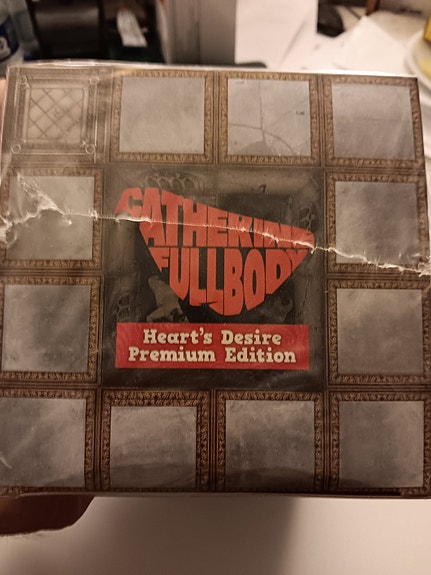 CATHERINE
FULLBODY
Heart's Desire
Premium Edition